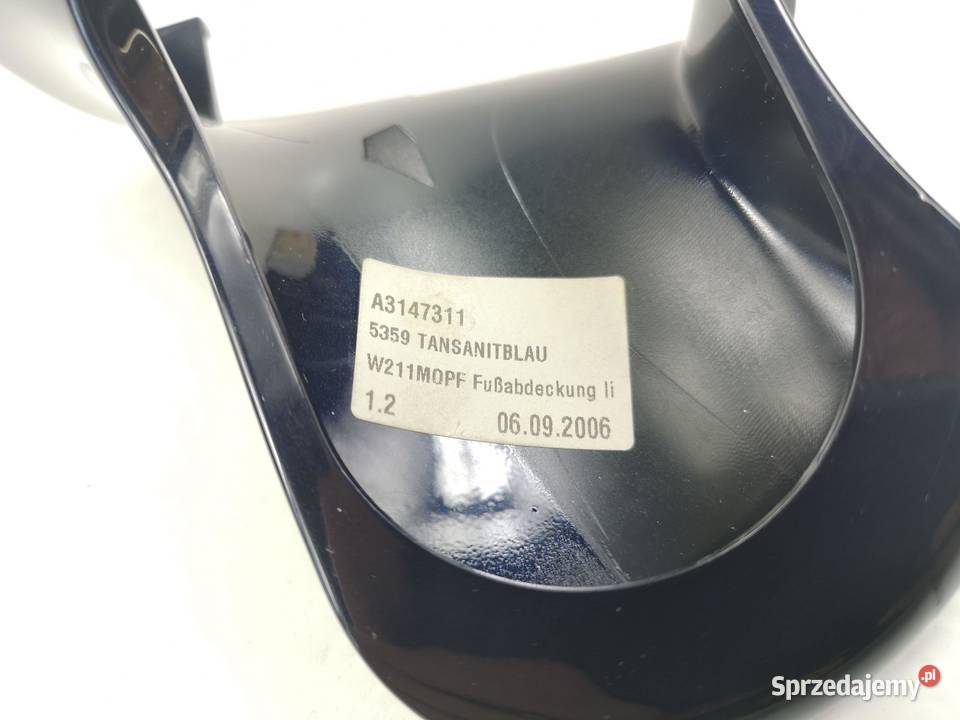 A3147311
5359 TANSANITBLAU
W211MOPF Fußabdeckung li
1.2 06.09.2006
Sprzedajemy.pl